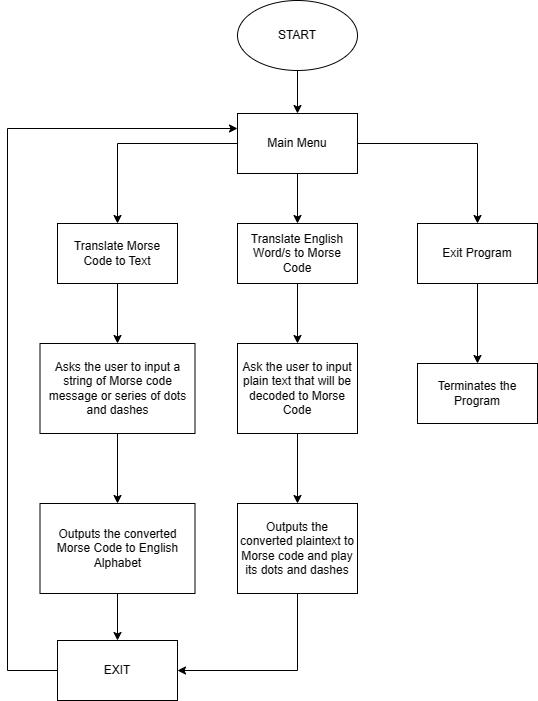 START
Main Menu
Translate Morse
Code to Text
Translate English
Word/s to Morse
Code
Exit Program
Asks the user to input a
string of Morse code
message or series of dots
and dashes
Ask the user to input
plain text that will be
decoded to Morse
Code
Terminates the
Program
Outputs the converted
Morse Code to English
Alphabet
Outputs the
converted plaintext to
Morse code and play
its dots and dashes
EXIT